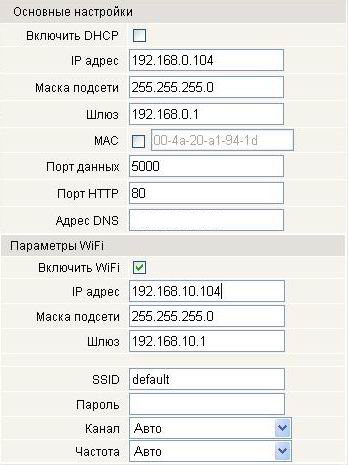 Основные настройки
Включить DHCP
IP адрес 192.168.0.104
Маска подсети 255.255.255.0
Шлюз 192.168.0.1
MAC 00-4a-20-a1-94-1d
Порт данных 5000
Порт HTTP 80
Адрес DNS
Параметры WiFi
Включить WiFi
IP адрес 192.168.10.104
Маска подсети 255.255.255.0
Шлюз 192.168.10.1
SSID default
Пароль
Канал Авто
Частота Авто